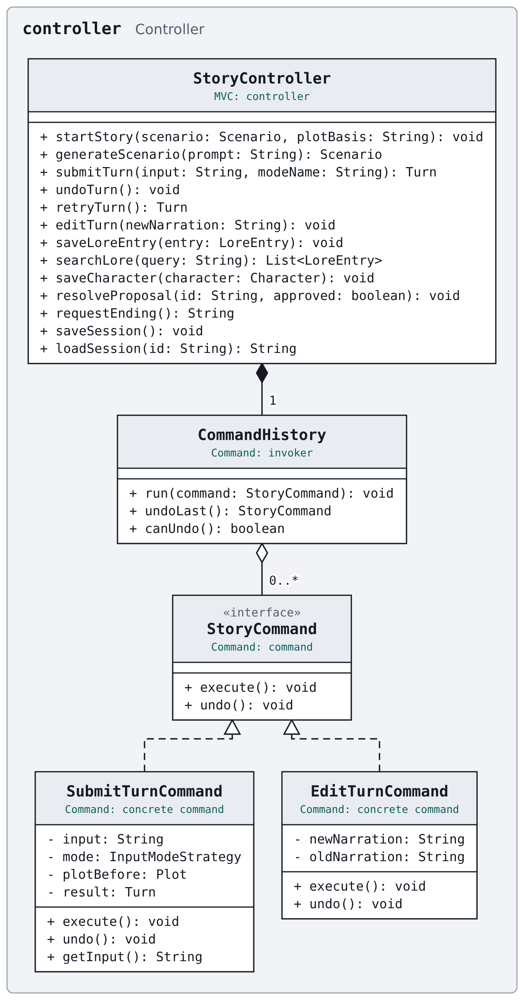 controller Controller
StoryController
MVC: controller
+ startStory(scenario: Scenario, plotBasis: String): void
+ generateScenario(prompt: String): Scenario
+ submitTurn(input: String, modeName: String): Turn
+ undoTurn(): void
+ retryTurn(): Turn
+ editTurn(newNarration: String): void
+ saveLoreEntry(entry: LoreEntry): void
+ searchLore(query: String): List<LoreEntry>
+ saveCharacter(character: Character): void
+ resolveProposal(id: String, approved: boolean): void
+ requestEnding(): String
+ saveSession(): void
+ loadSession(id: String): String
1
CommandHistory
Command: invoker
+ run(command: StoryCommand): void
+ undoLast(): StoryCommand
+ canUndo(): boolean
0..*
«interface»
StoryCommand
Command: command
+ execute(): void
+ undo(): void
SubmitTurnCommand
Command: concrete command
- input: String
- mode: InputModeStrategy
- plotBefore: Plot
- result: Turn
+ execute(): void
+ undo(): void
+ getInput(): String
EditTurnCommand
Command: concrete command
- newNarration: String
- oldNarration: String
+ execute(): void
+ undo(): void